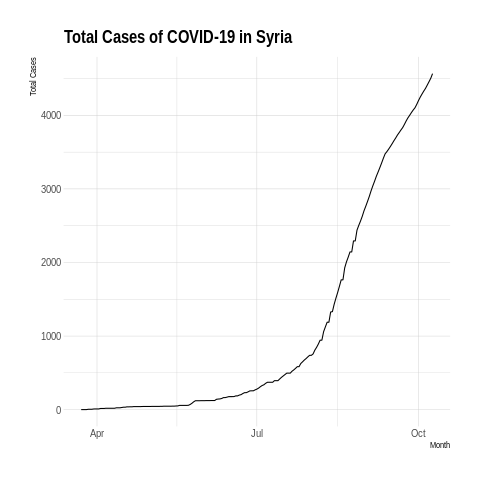 Total Cases of COVID-19 in Syria
Total Cases
4000
3000
2000
1000
0
Apr Jul Oct
Month